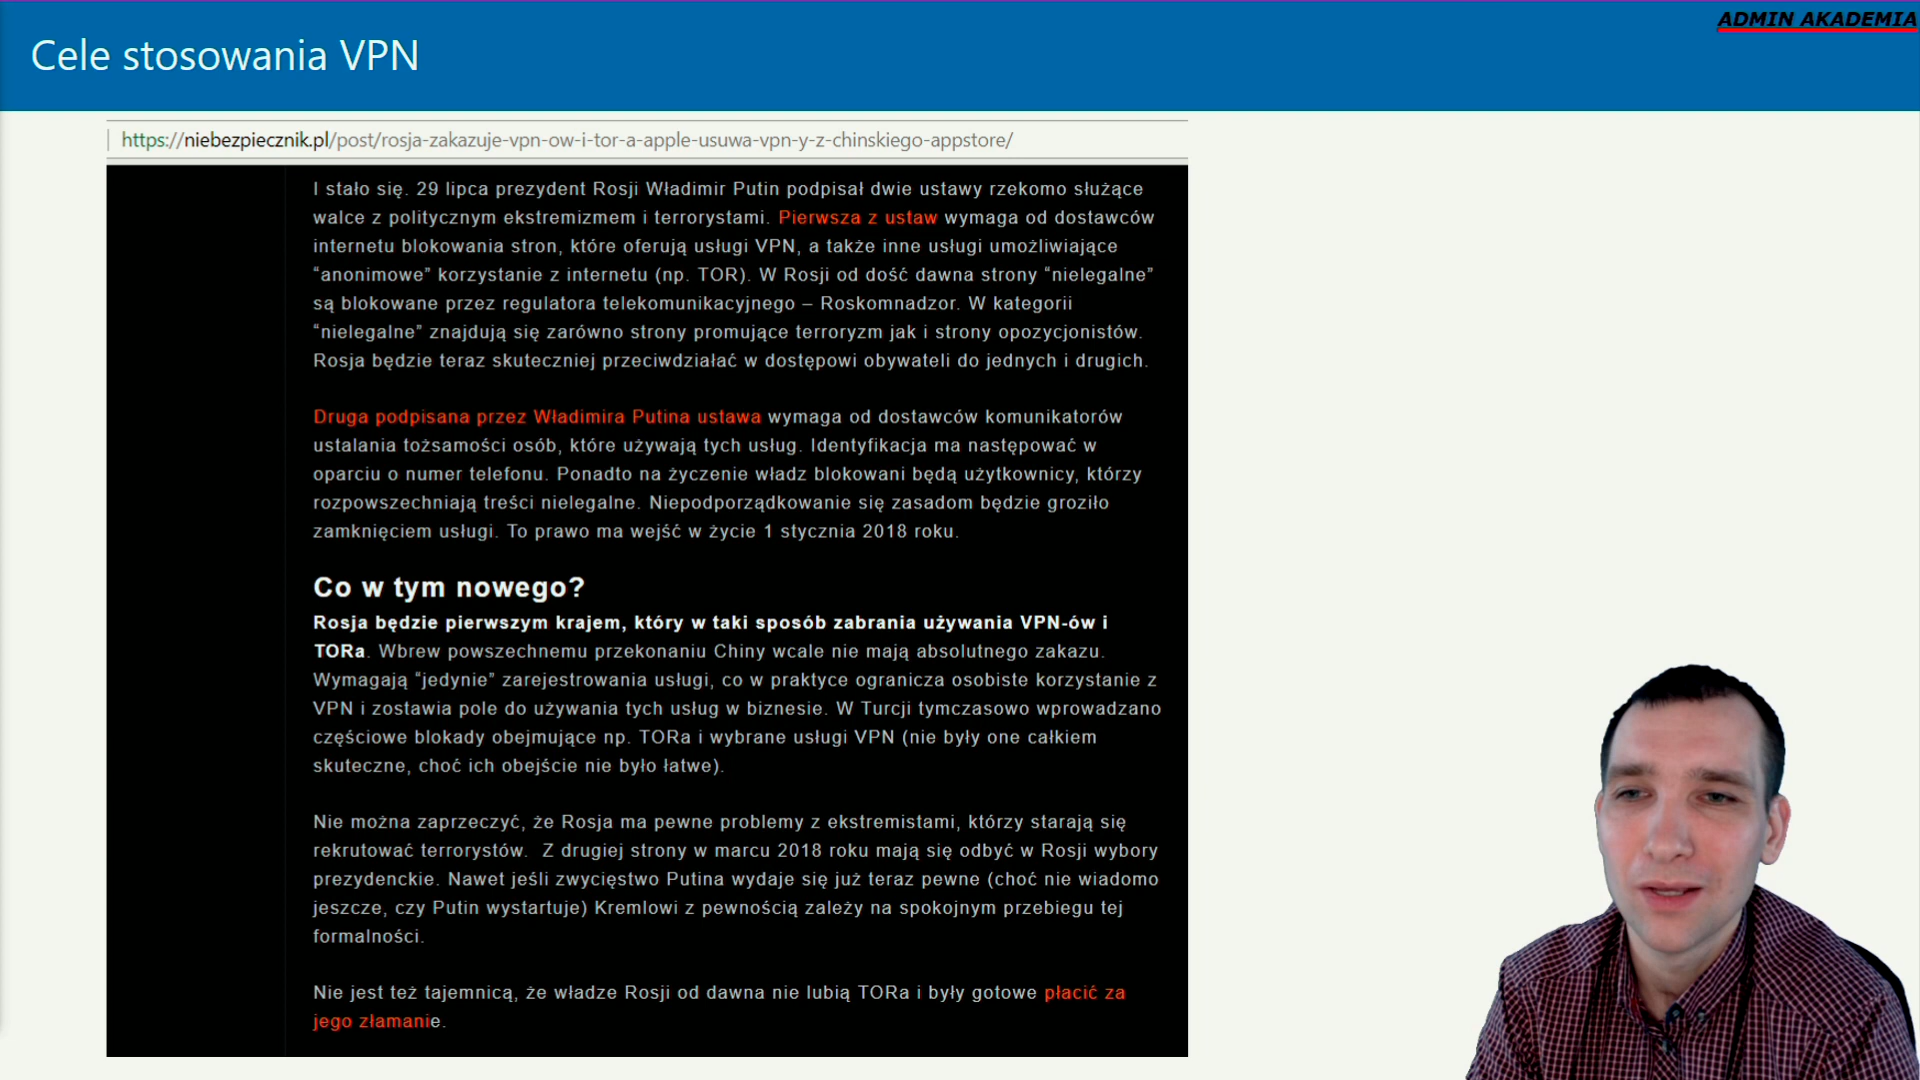 ADMIN AKADEMIA
Cele stosowania VPN
https://niebezpiecznik.pl/post/rosja-zakazuje-vpn-ow-i-tor-a-apple-usuwa-vpn-y-z-chinskiego-appstore/
I stało się. 29 lipca prezydent Rosji Władimir Putin podpisał dwie ustawy rzekomo służące
walce z politycznym ekstremizmem i terrorystami. Pierwsza z ustaw wymaga od dostawców
internetu blokowania stron, które oferują usługi VPN, a także inne usługi umożliwiające
“anonimowe” korzystanie z internetu (np. TOR). W Rosji od dość dawna strony “nielegalne”
są blokowane przez regulatora telekomunikacyjnego – Roskomnadzor. W kategorii
“nielegalne” znajdują się zarówno strony promujące terroryzm jak i strony opozycjonistów.
Rosja będzie teraz skuteczniej przeciwdziałać w dostępowi obywateli do jednych i drugich.
Druga podpisana przez Władimira Putina ustawa wymaga od dostawców komunikatorów
ustalania tożsamości osób, które używają tych usług. Identyfikacja ma następować w
oparciu o numer telefonu. Ponadto na życzenie władz blokowani będą użytkownicy, którzy
rozpowszechniają treści nielegalne. Niepodporządkowanie się zasadom będzie groziło
zamknięciem usługi. To prawo ma wejść w życie 1 stycznia 2018 roku.
Co w tym nowego?
Rosja będzie pierwszym krajem, który w taki sposób zabrania używania VPN-ów i
TORa. Wbrew powszechnemu przekonaniu Chiny wcale nie mają absolutnego zakazu.
Wymagają “jedynie” zarejestrowania usługi, co w praktyce ogranicza osobiste korzystanie z
VPN i zostawia pole do używania tych usług w biznesie. W Turcji tymczasowo wprowadzano
częściowe blokady obejmujące np. TORa i wybrane usługi VPN (nie były one całkiem
skuteczne, choć ich obejście nie było łatwe).
Nie można zaprzeczyć, że Rosja ma pewne problemy z ekstremistami, którzy starają się
rekrutować terrorystów. Z drugiej strony w marcu 2018 roku mają się odbyć w Rosji wybory
prezydenckie. Nawet jeśli zwycięstwo Putina wydaje się już teraz pewne (choć nie wiadomo
jeszcze, czy Putin wystartuje) Kremlowi z pewnością zależy na spokojnym przebiegu tej
formalności.
Nie jest też tajemnicą, że władze Rosji od dawna nie lubią TORa i były gotowe płacić za
jego złamanie.